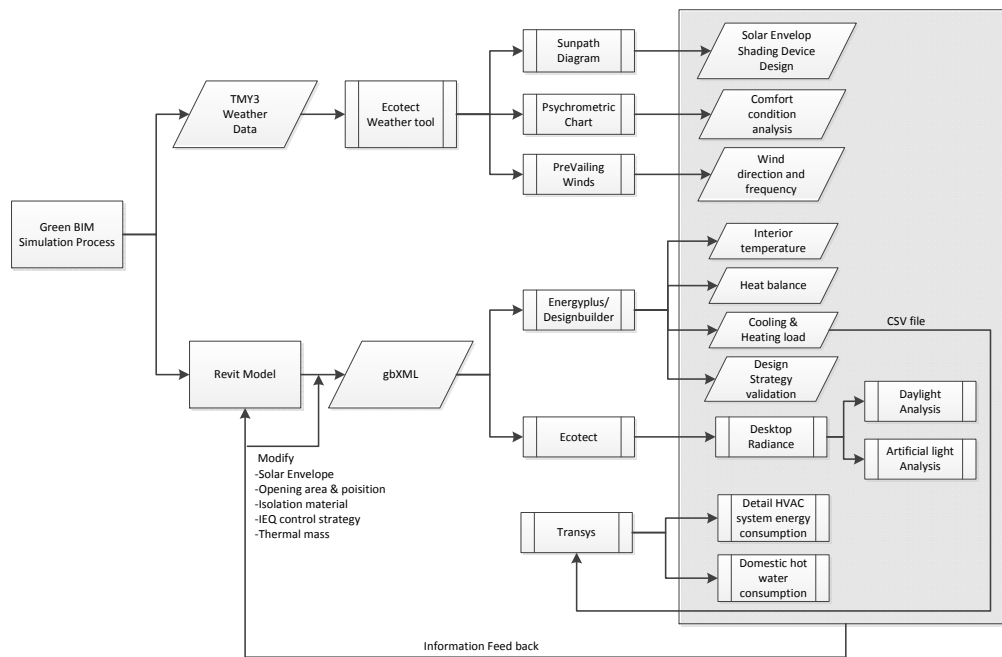 Green BIM
Simulation Process
TMY3
Weather
Data
Ecotect
Weather tool
Sunpath
Diagram
Psychrometric
Chart
PreVailing
Winds
Solar Envelop
Shading Device
Design
Comfort
condition
analysis
Wind
direction and
frequency
Revit Model
gbXML
Energyplus/
Designbuilder
Interior
temperature
Heat balance
Cooling &
Heating load
CSV file
Design
Strategy
validation
Ecotect
Desktop
Radiance
Daylight
Analysis
Artificial light
Analysis
Modify
-Solar Envelope
-Opening area & poisition
-Isolation material
-IEQ control strategy
-Thermal mass
Transys
Detail HVAC
system energy
consumption
Domestic hot
water
consumption
Information Feed back